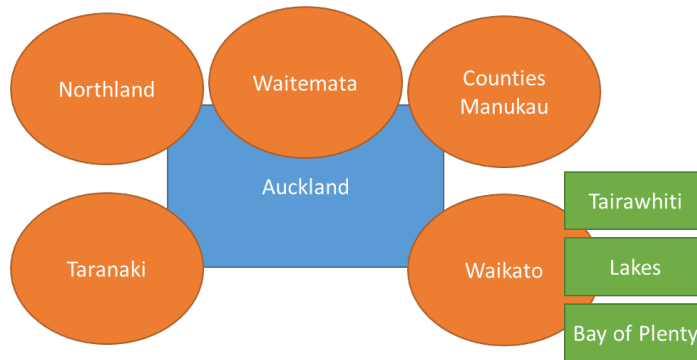 Northland
Waitemata
Counties
Manukau
Auckland
Tairawhiti
Taranaki
Waikato
Lakes
Bay of Plenty